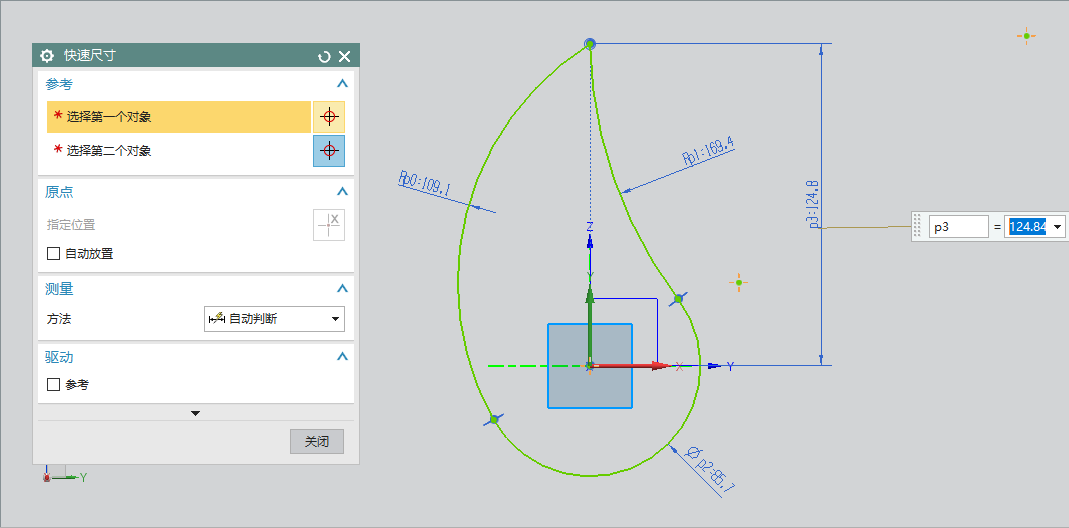 快速尺寸
参考
* 选择第一个对象
* 选择第二个对象
原点
指定位置
X
自动放置
测量
方法
自动判断
驱动
参考
关闭
Y
Rp0:109.1
Rp1:169.4
p3:124.8
p3 = 124.84
Z
Y
X
Y
Ø p2=85.7